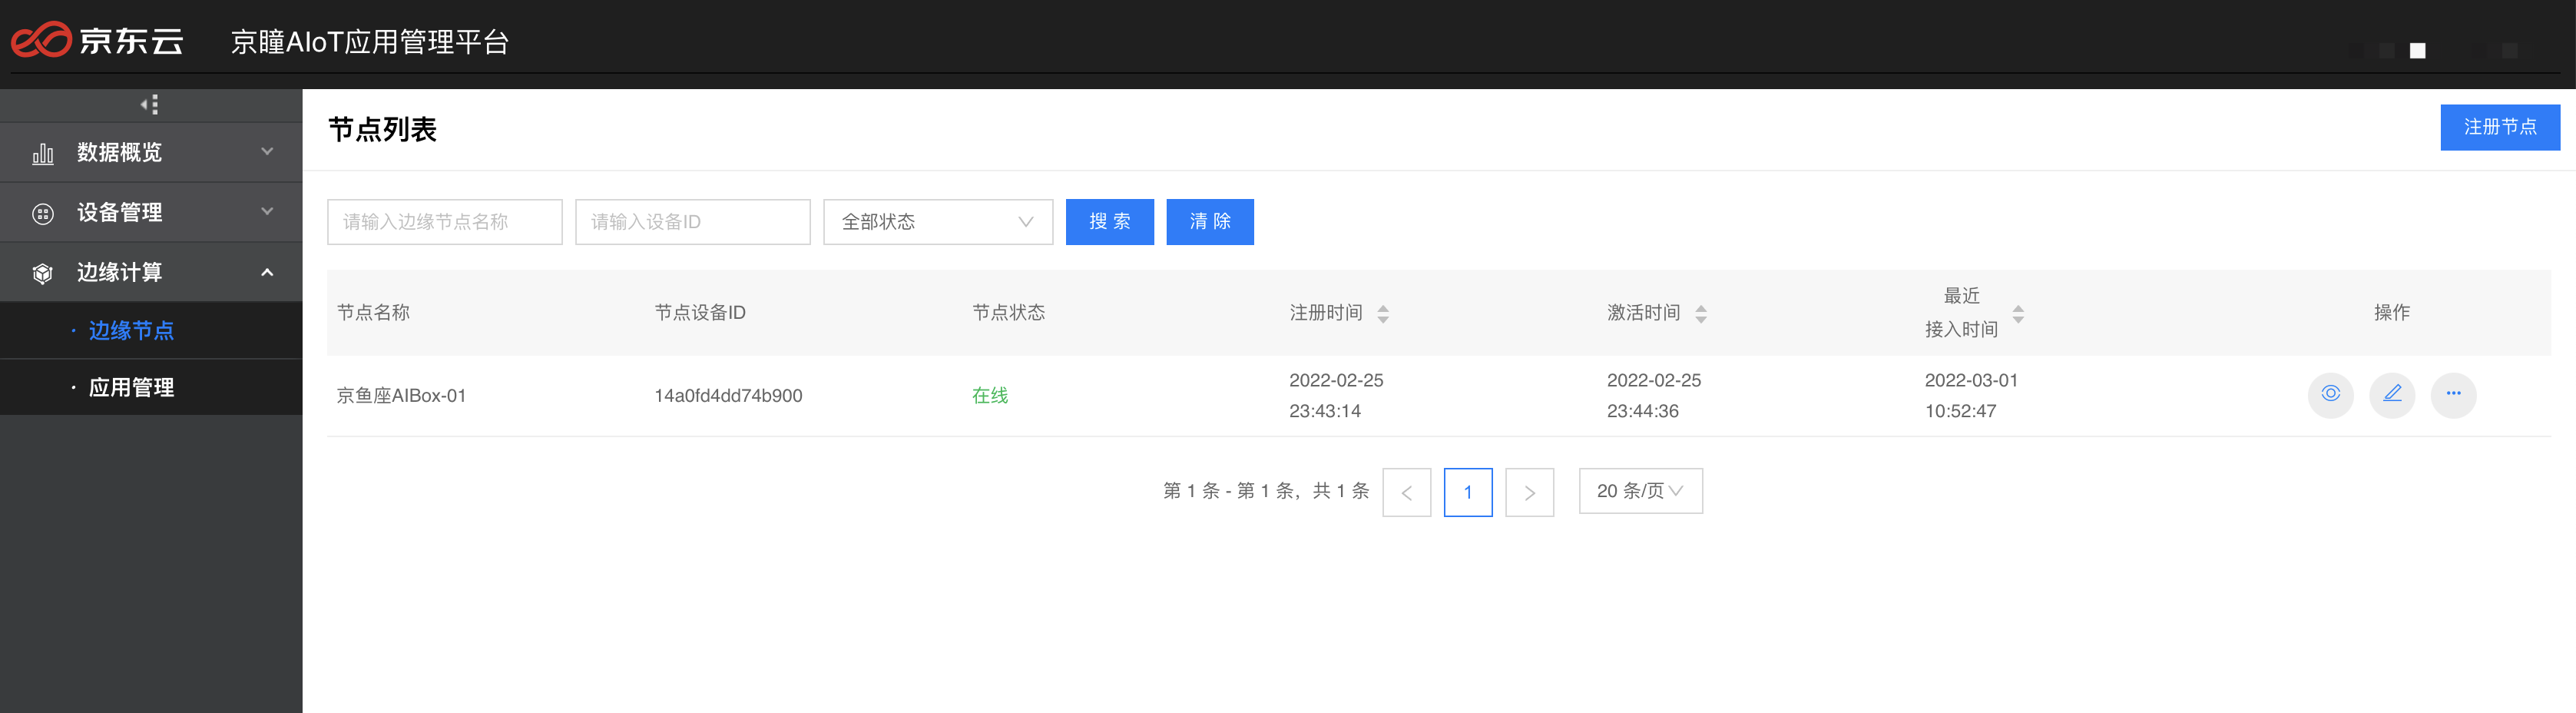 京东云 京瞳AIoT应用管理平台
数据概览
设备管理
边缘计算
· 边缘节点
· 应用管理
节点列表
注册节点
请输入边缘节点名称 请输入设备ID 全部状态 搜 索 清 除
节点名称 节点设备ID 节点状态 注册时间 激活时间 最近 操作
接入时间
京鱼座AIBox-01 14a0fd4dd74b900 在线 2022-02-25 2022-02-25 2022-03-01
23:43:14 23:44:36 10:52:47
第 1 条 - 第 1 条，共 1 条 < 1 > 20 条/页